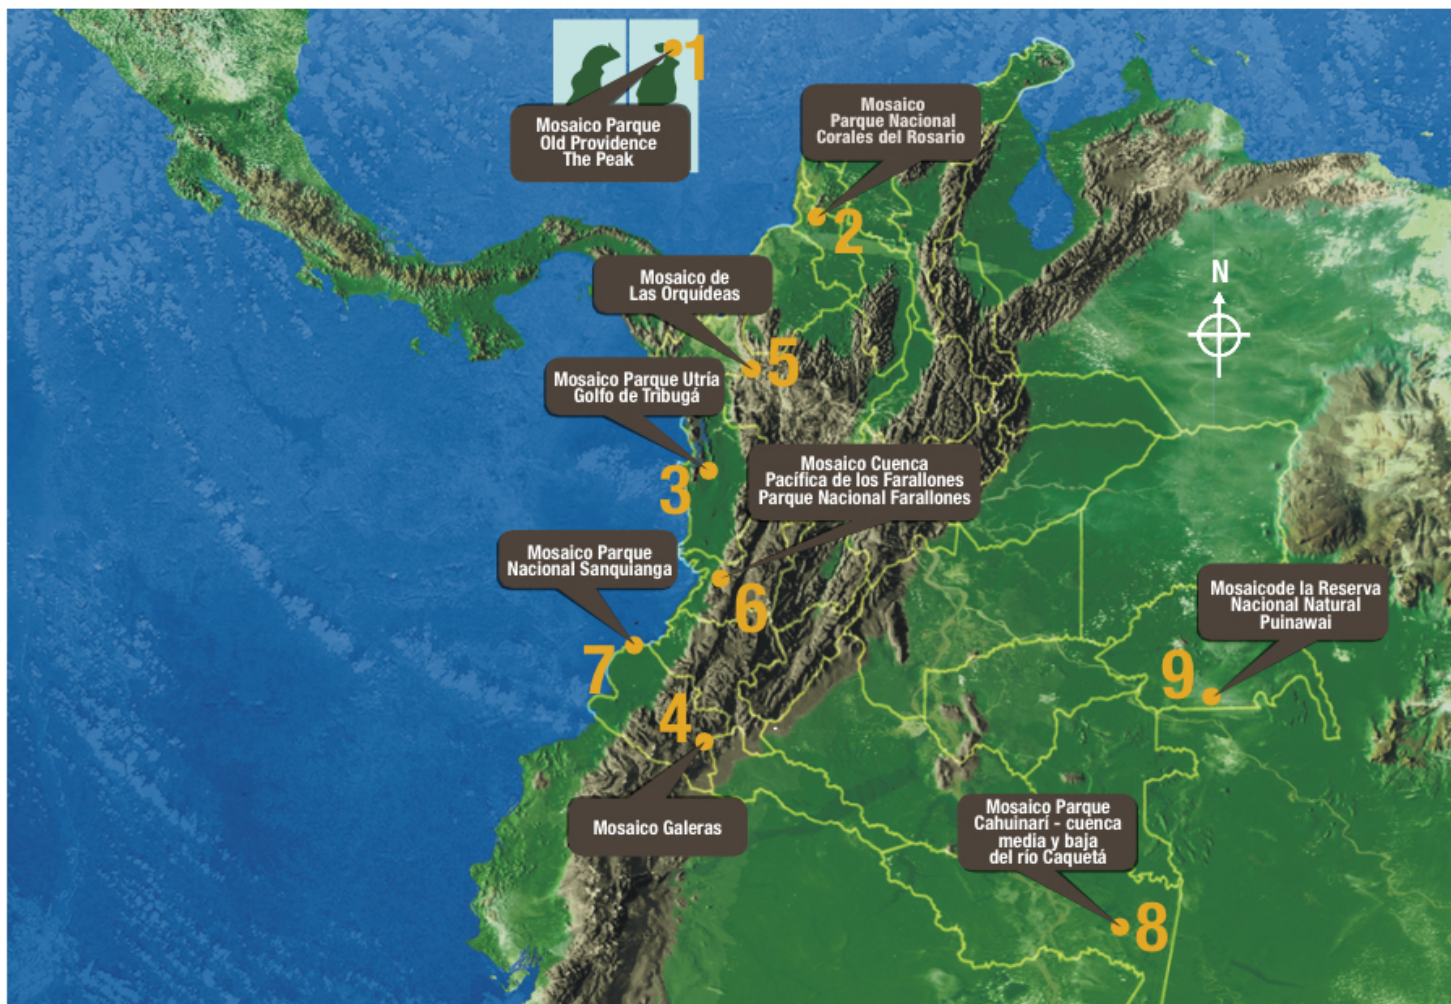 1
Mosaico Parque
Old Providence
The Peak
Mosaico
Parque Nacional
Corales del Rosario
2
N
Mosaico de
Las Orquídeas
5
Mosaico Parque Utría
Golfo de Tribugá
3
Mosaico Cuenca
Pacífica de los Farallones
Parque Nacional Farallones
6
Mosaico Parque
Nacional Sanquianga
7
Mosaicode la Reserva
Nacional Natural
Puinawai
9
4
Mosaico Galeras
Mosaico Parque
Cahuinarí - cuenca
media y baja
del río Caquetá
8